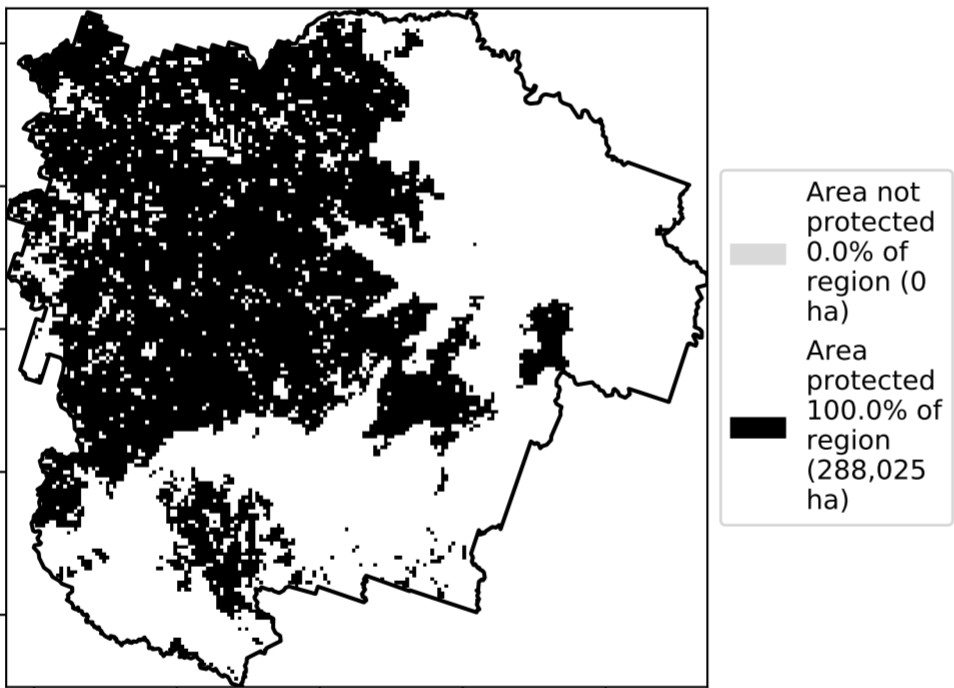 Area not
protected
0.0% of
region (0
ha)
Area
protected
100.0% of
region
(288,025
ha)